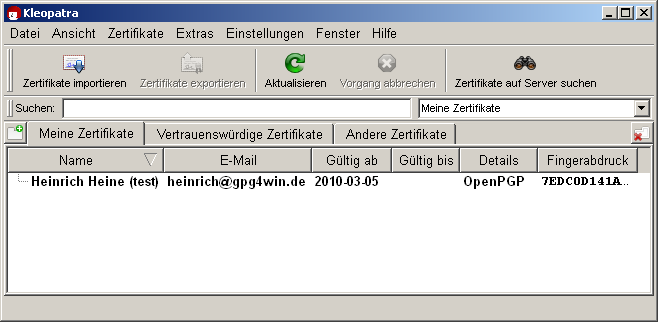 Kleopatra
Datei Ansicht Zertifikate Extras Einstellungen Fenster Hilfe
Zertifikate importieren Zertifikate exportieren Aktualisieren Vorgang abbrechen Zertifikate auf Server suchen
Suchen: Meine Zertifikate
Meine Zertifikate Vertrauenswürdige Zertifikate Andere Zertifikate
Name E-Mail Gültig ab Gültig bis Details Fingerabdruck
Heinrich Heine (test) heinrich@gpg4win.de 2010-03-05 OpenPGP 7EDC0D141A...